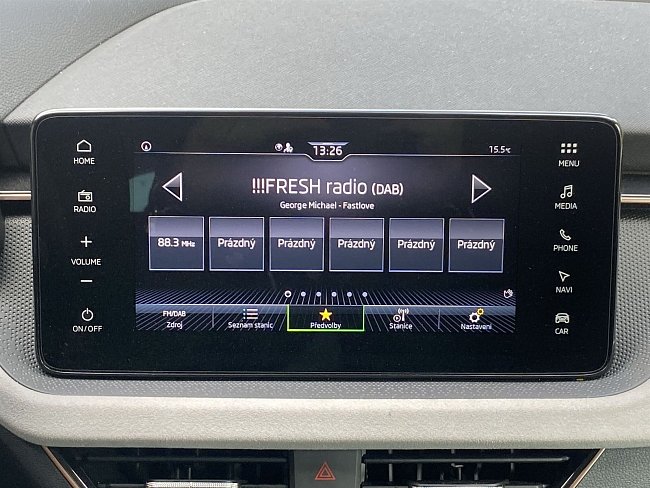 HOME
RADIO
+
VOLUME
−
ON/OFF
13:26
15.5°C
!!!FRESH radio (DAB)
George Michael - Fastlove
88.3 MHz
Prázdný
Prázdný
Prázdný
Prázdný
Prázdný
FM/DAB
Zdroj
Seznam stanic
Předvolby
Stanice
Nastavení
MENU
MEDIA
PHONE
NAVI
CAR